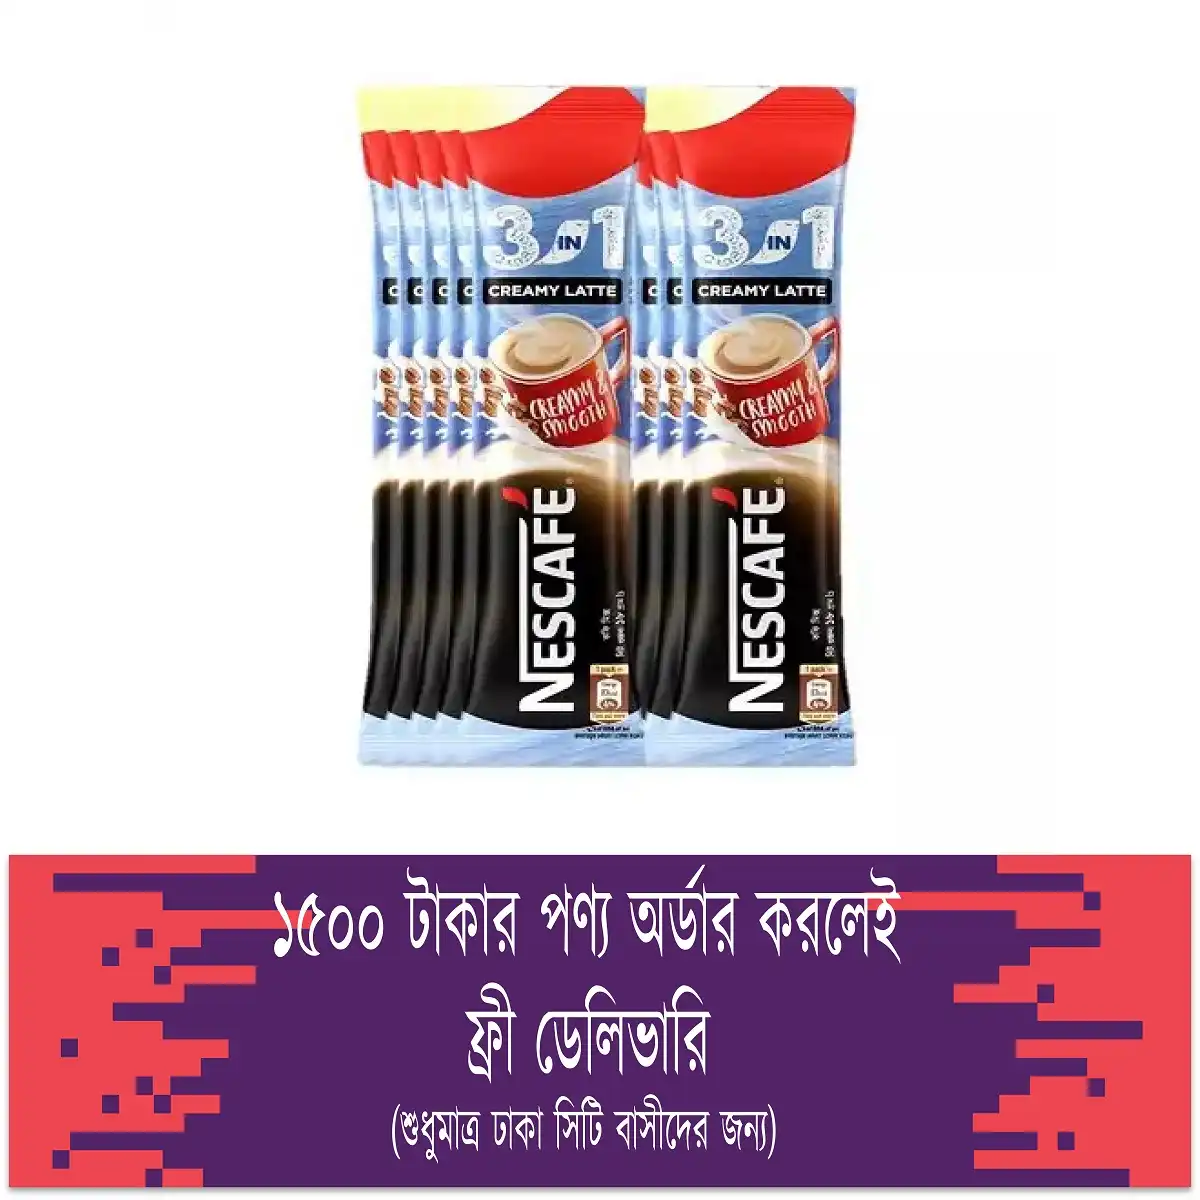 3 IN 1
CREAMY LATTE
CREAMY &
SMOOTH
NESCAFÉ
3 IN 1
CREAMY LATTE
CREAMY &
SMOOTH
NESCAFÉ
১৫০০ টাকার পণ্য অর্ডার করলেই
ফ্রী ডেলিভারি
(শুধুমাত্র ঢাকা সিটি বাসীদের জন্য)